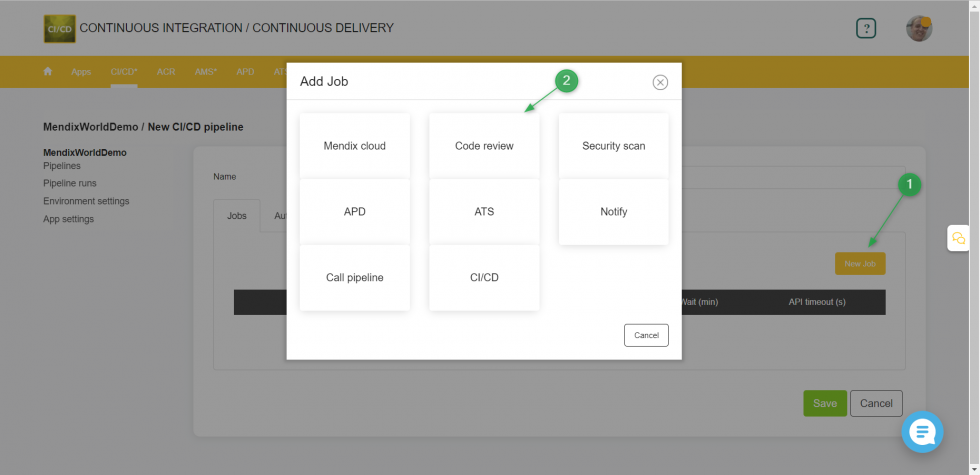 CI/CD CONTINUOUS INTEGRATION / CONTINUOUS DELIVERY
?
Apps CI/CD* ACR AMS* APD
Add Job
2
MendixWorldDemo / New CI/CD pipeline
MendixWorldDemo
Pipelines
Pipeline runs
Environment settings
App settings
Name
1
Jobs
Mendix cloud Code review Security scan
APD ATS Notify
Call pipeline CI/CD
New Job
Wait (min) API timeout (s)
Cancel
Save Cancel